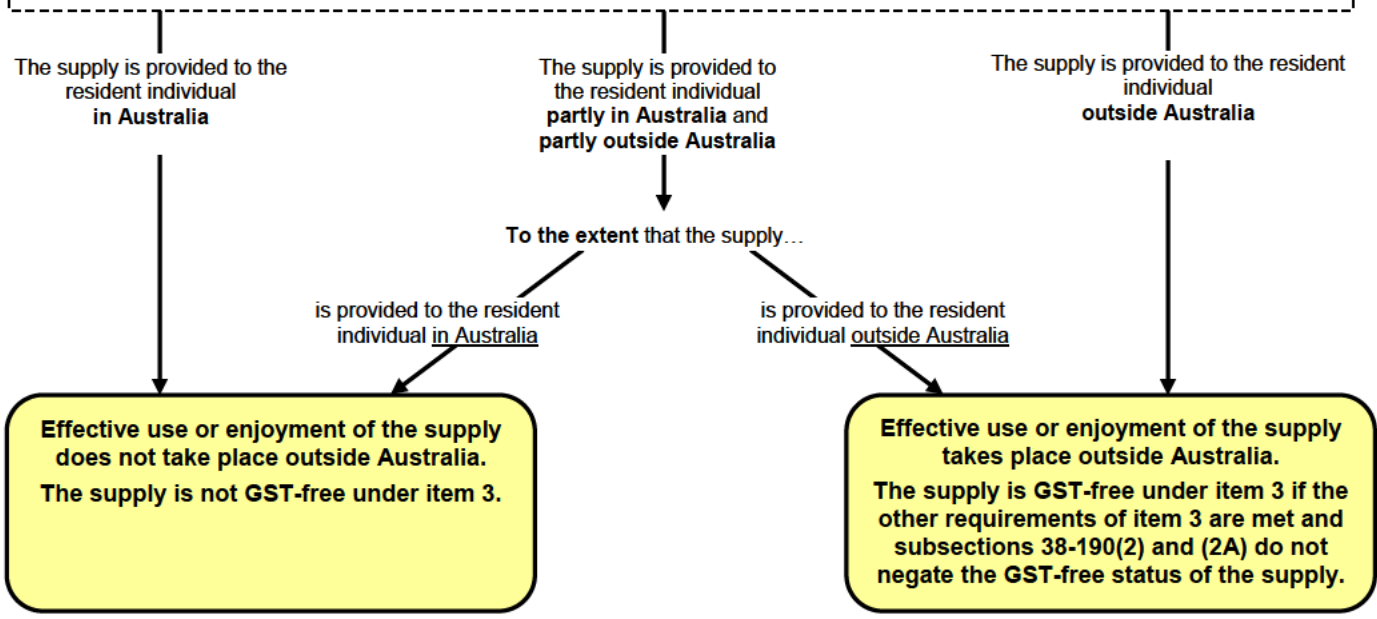 The supply is provided to the
resident individual
in Australia
The supply is provided to
the resident individual
partly in Australia and
partly outside Australia
The supply is provided to the resident
individual
outside Australia
To the extent that the supply…
is provided to the resident
individual in Australia
is provided to the resident
individual outside Australia
Effective use or enjoyment of the supply
does not take place outside Australia.
The supply is not GST-free under item 3.
Effective use or enjoyment of the supply
takes place outside Australia.
The supply is GST-free under item 3 if the
other requirements of item 3 are met and
subsections 38-190(2) and (2A) do not
negate the GST-free status of the supply.